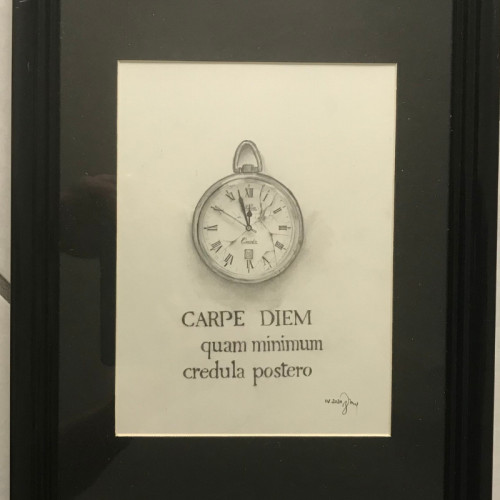 CARPE DIEM
quam minimum
credula postero